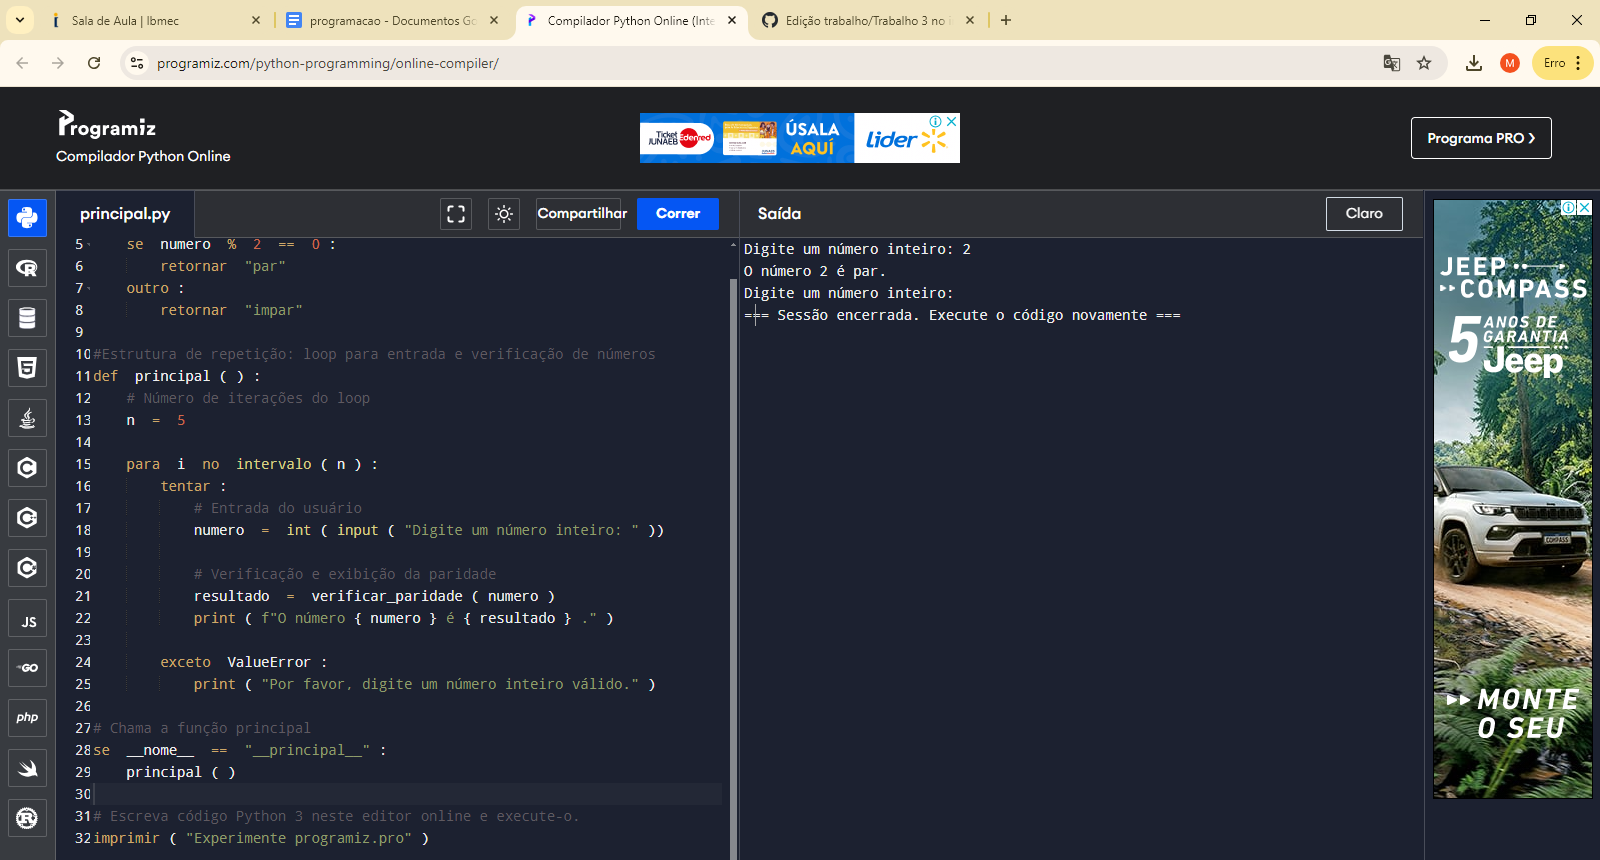 Sala de Aula | Ibmec
programacao - Documentos Go
Compilador Python Online (Inte
Edição trabalho/Trabalho 3 no i
programiz.com/python-programming/online-compiler/
M
Erro
Programiz
Compilador Python Online
Ticket
JUNAEB
Edenred
ÚSALA
AQUÍ
lider
Programa PRO
principal.py
Compartilhar
Correr
Saída
Claro
5 se numero % 2 == 0 :
6 retornar "par"
7 outro :
8 retornar "impar"
9
10 #Estrutura de repetição: loop para entrada e verificação de números
11 def principal ( ) :
12 # Número de iterações do loop
13 n = 5
14
15 para i no intervalo ( n ) :
16 tentar :
17 # Entrada do usuário
18 numero = int ( input ( "Digite um número inteiro: " ))
19
20 # Verificação e exibição da paridade
21 resultado = verificar_paridade ( numero )
22 print ( f"O número { numero } é { resultado } ." )
23
24 exceto ValueError :
25 print ( "Por favor, digite um número inteiro válido." )
26
27 # Chama a função principal
28 se __nome__ == "__principal__" :
29 principal ( )
30
31 # Escreva código Python 3 neste editor online e execute-o.
32 imprimir ( "Experimente programiz.pro" )
Digite um número inteiro: 2
O número 2 é par.
Digite um número inteiro:
=== Sessão encerrada. Execute o código novamente ===
JS
GO
php
JEEP
COMPASS
5 ANOS DE
GARANTIA
Jeep
COMPASS
MONTE
O SEU